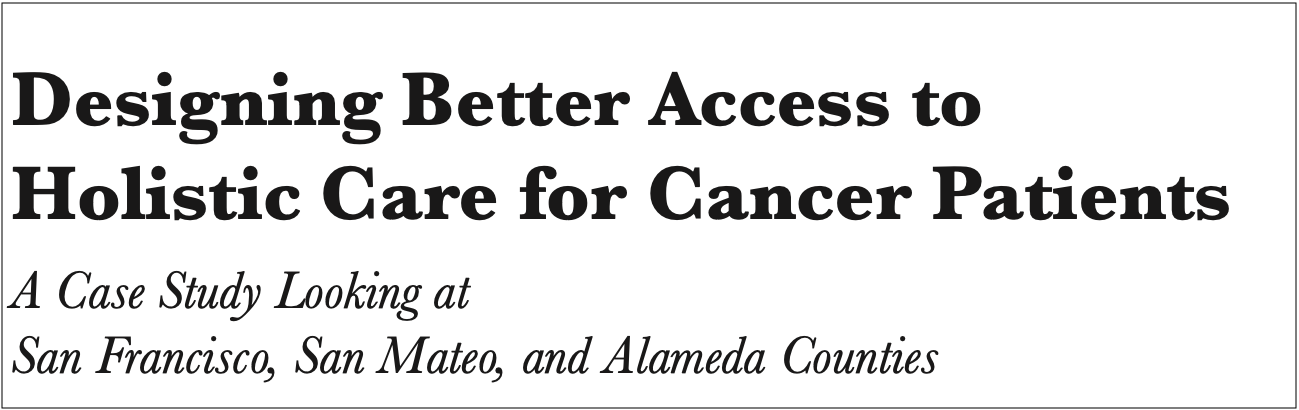 Designing Better Access to
Holistic Care for Cancer Patients
A Case Study Looking at
San Francisco, San Mateo, and Alameda Counties